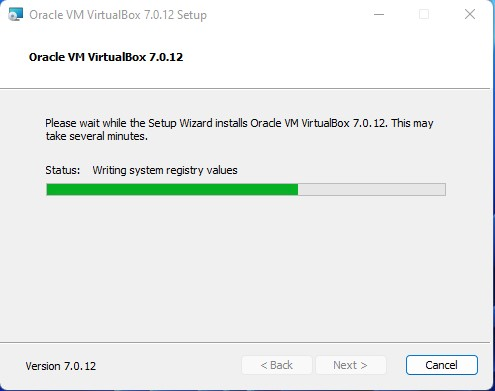 Oracle VM VirtualBox 7.0.12 Setup
Oracle VM VirtualBox 7.0.12
Please wait while the Setup Wizard installs Oracle VM VirtualBox 7.0.12. This may
take several minutes.
Status: Writing system registry values
Version 7.0.12
< Back
Next >
Cancel